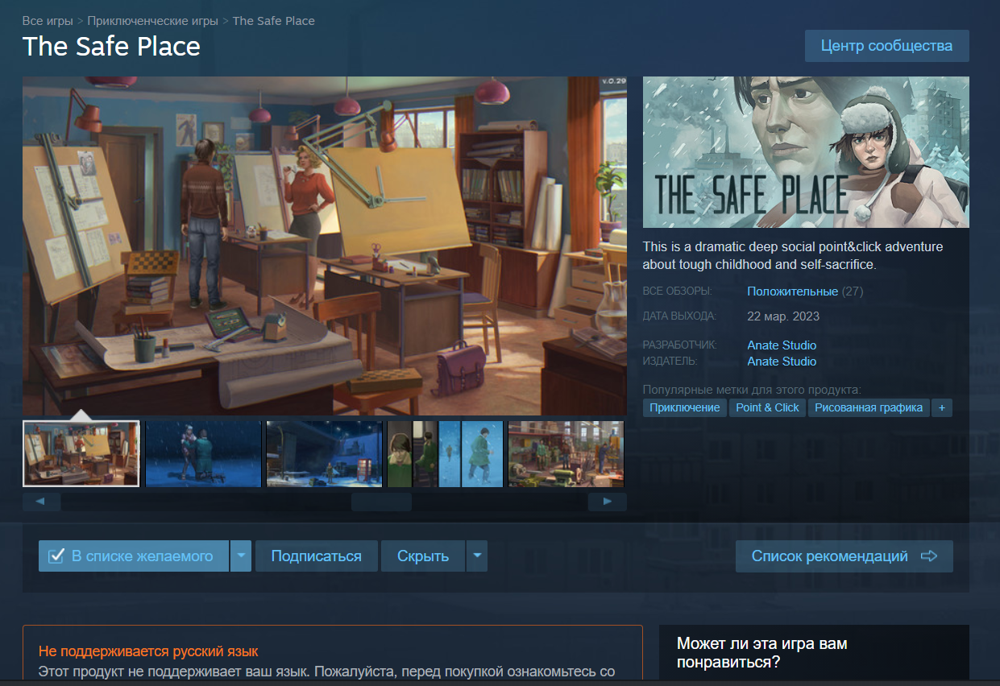 Все игры > Приключенческие игры > The Safe Place
The Safe Place
Центр сообщества
v.0.29
THE SAFE PLACE
This is a dramatic deep social point&click adventure
about tough childhood and self-sacrifice.
ВСЕ ОБЗОРЫ: Положительные (27)
ДАТА ВЫХОДА: 22 мар. 2023
РАЗРАБОТЧИК: Anate Studio
ИЗДАТЕЛЬ: Anate Studio
Популярные метки для этого продукта:
Приключение Point & Click Рисованная графика +
В списке желаемого Подписаться Скрыть Список рекомендаций
Не поддерживается русский язык
Этот продукт не поддерживает ваш язык. Пожалуйста, перед покупкой ознакомьтесь со
Может ли эта игра вам
понравиться?